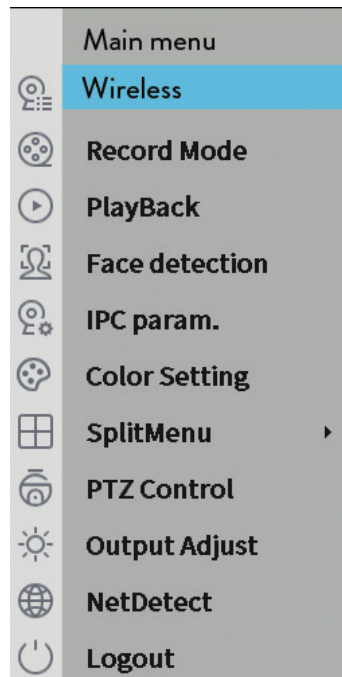 Main menu
Wireless
Record Mode
PlayBack
Face detection
IPC param.
Color Setting
SplitMenu
PTZ Control
Output Adjust
NetDetect
Logout